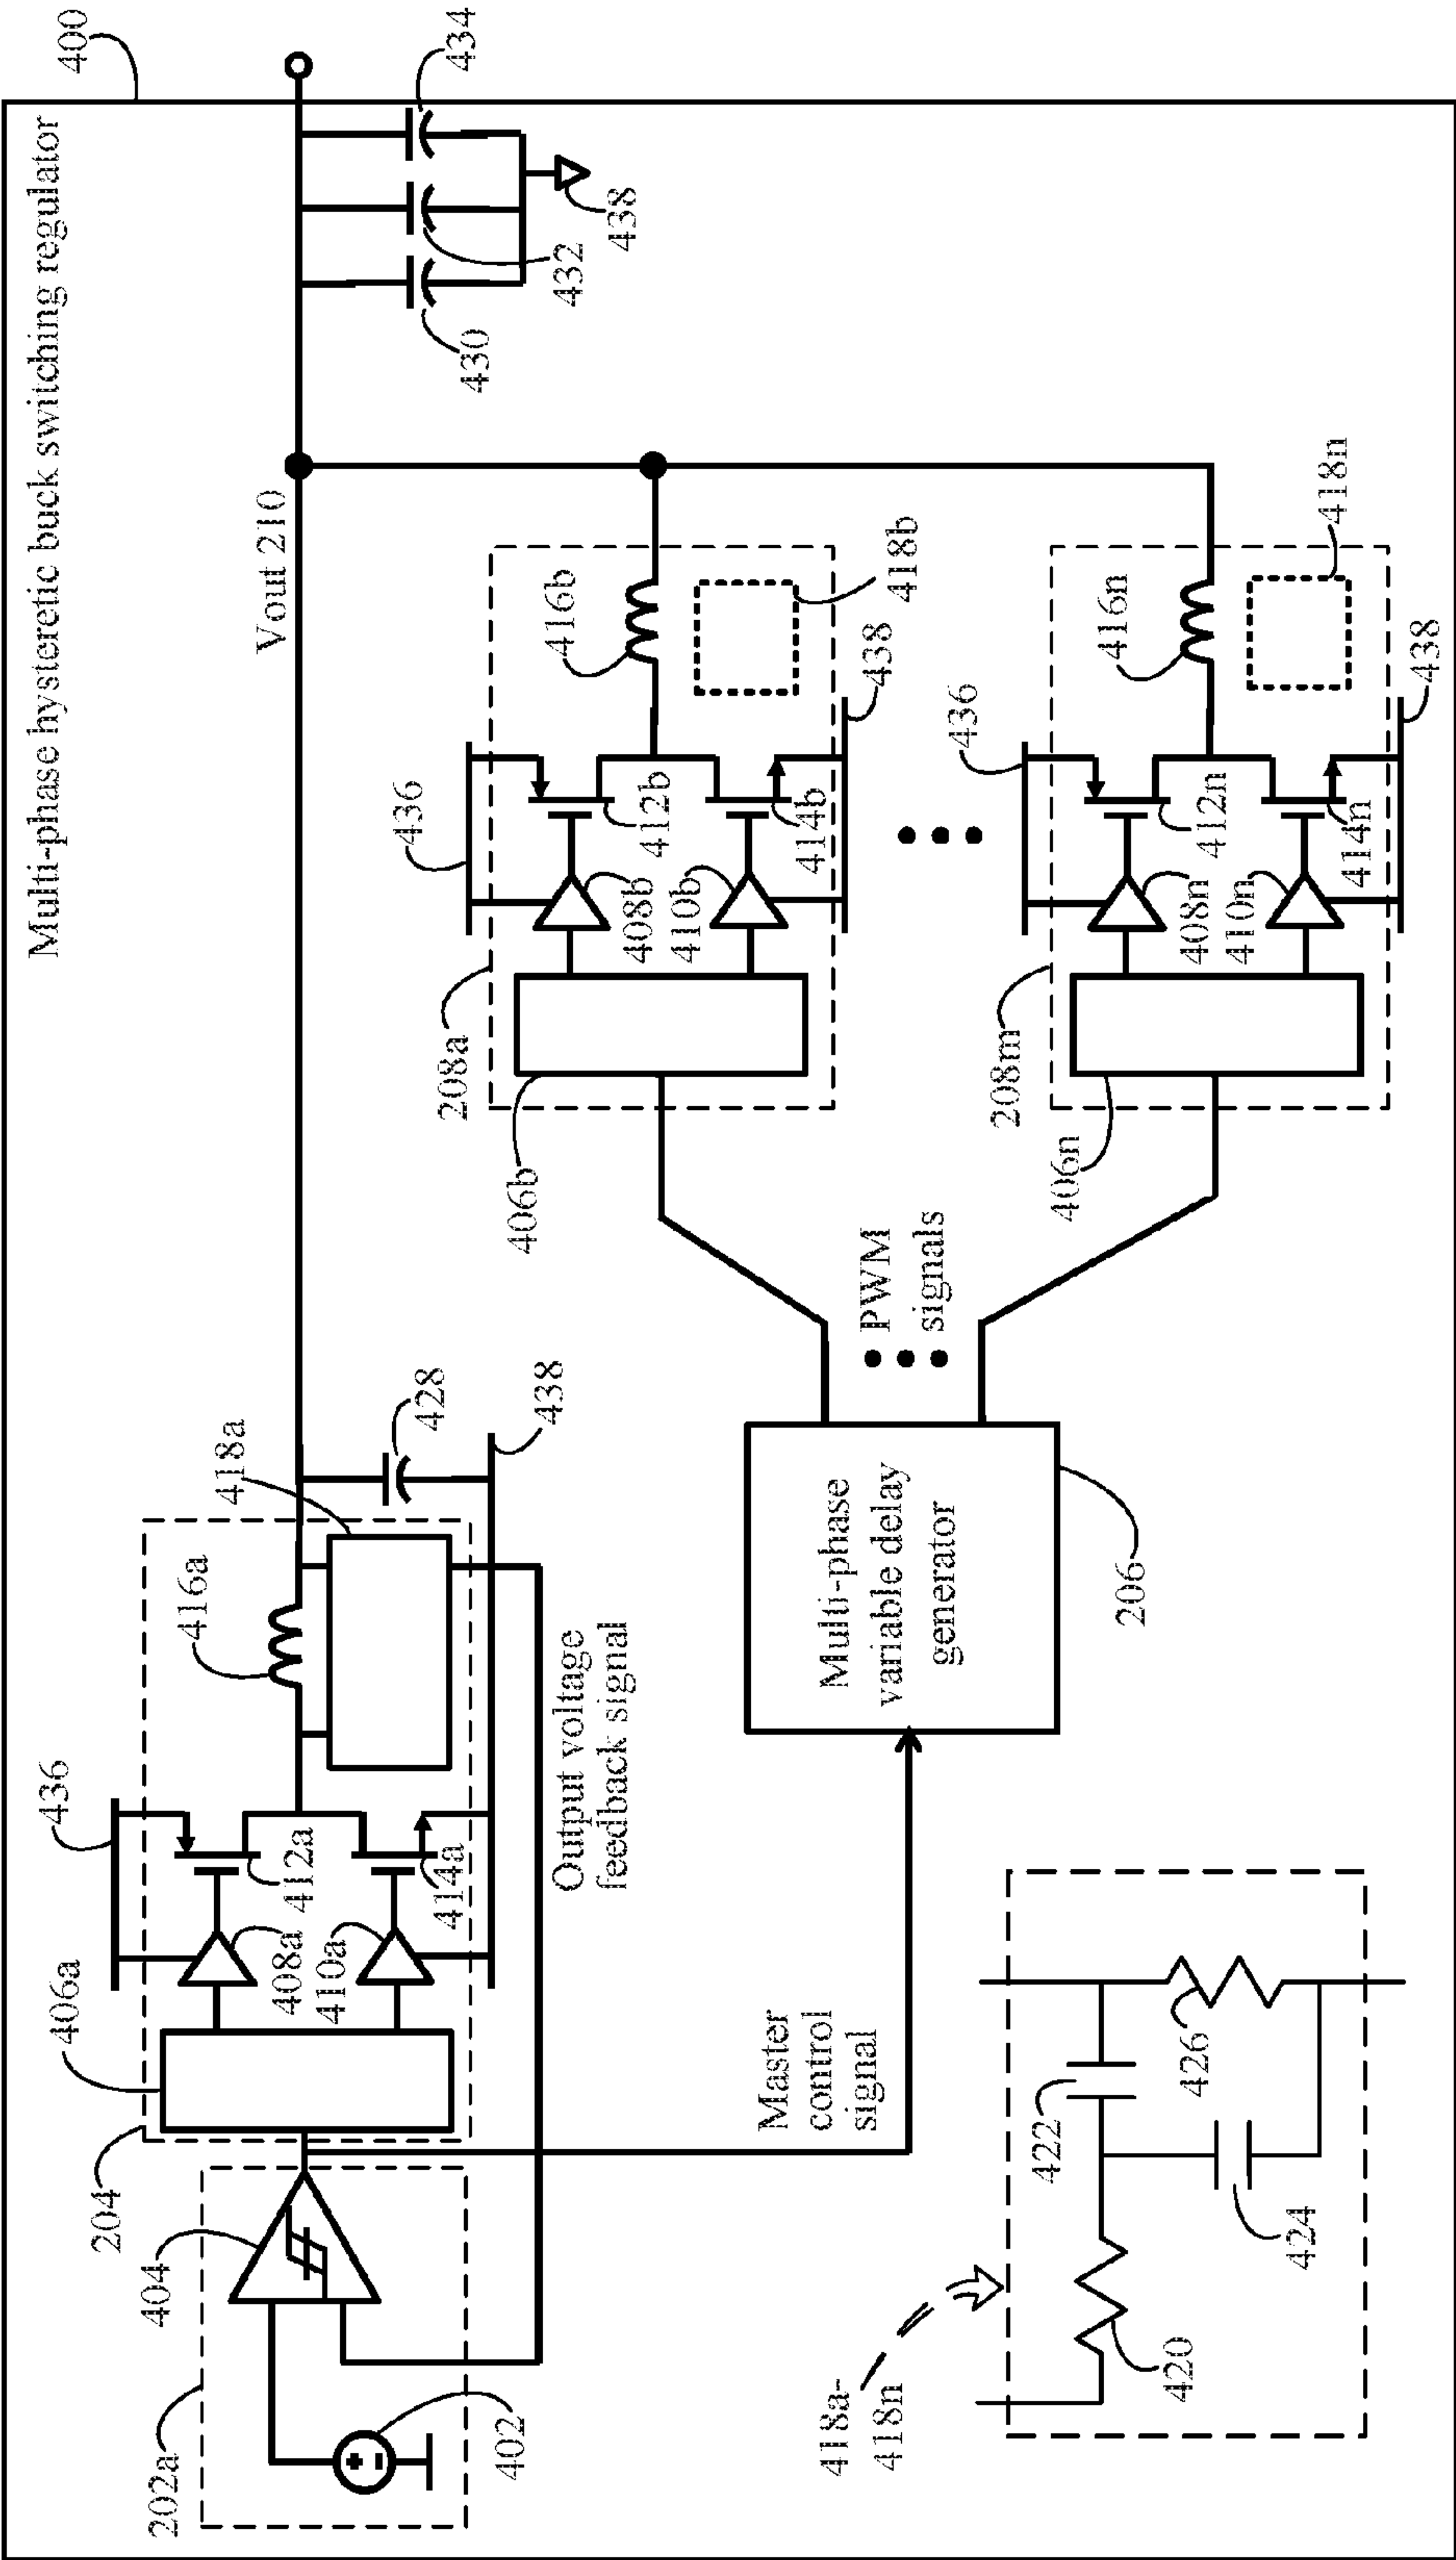 Multi-phase hysteretic buck switching regulator
400
436
406a
204
404
202a
402
408a
410a
412a
414a
416a
418a
428
438
Vout 210
434
432
430
438
Output voltage
feedback signal
Master
control
signal
Multi-phase
variable delay
generator
206
PWM
signals
208a
406b
436
408b
410b
412b
414b
416b
418b
438
208m
406n
436
408n
410n
412n
414n
416n
418n
438
418a-
418n
420
422
424
426